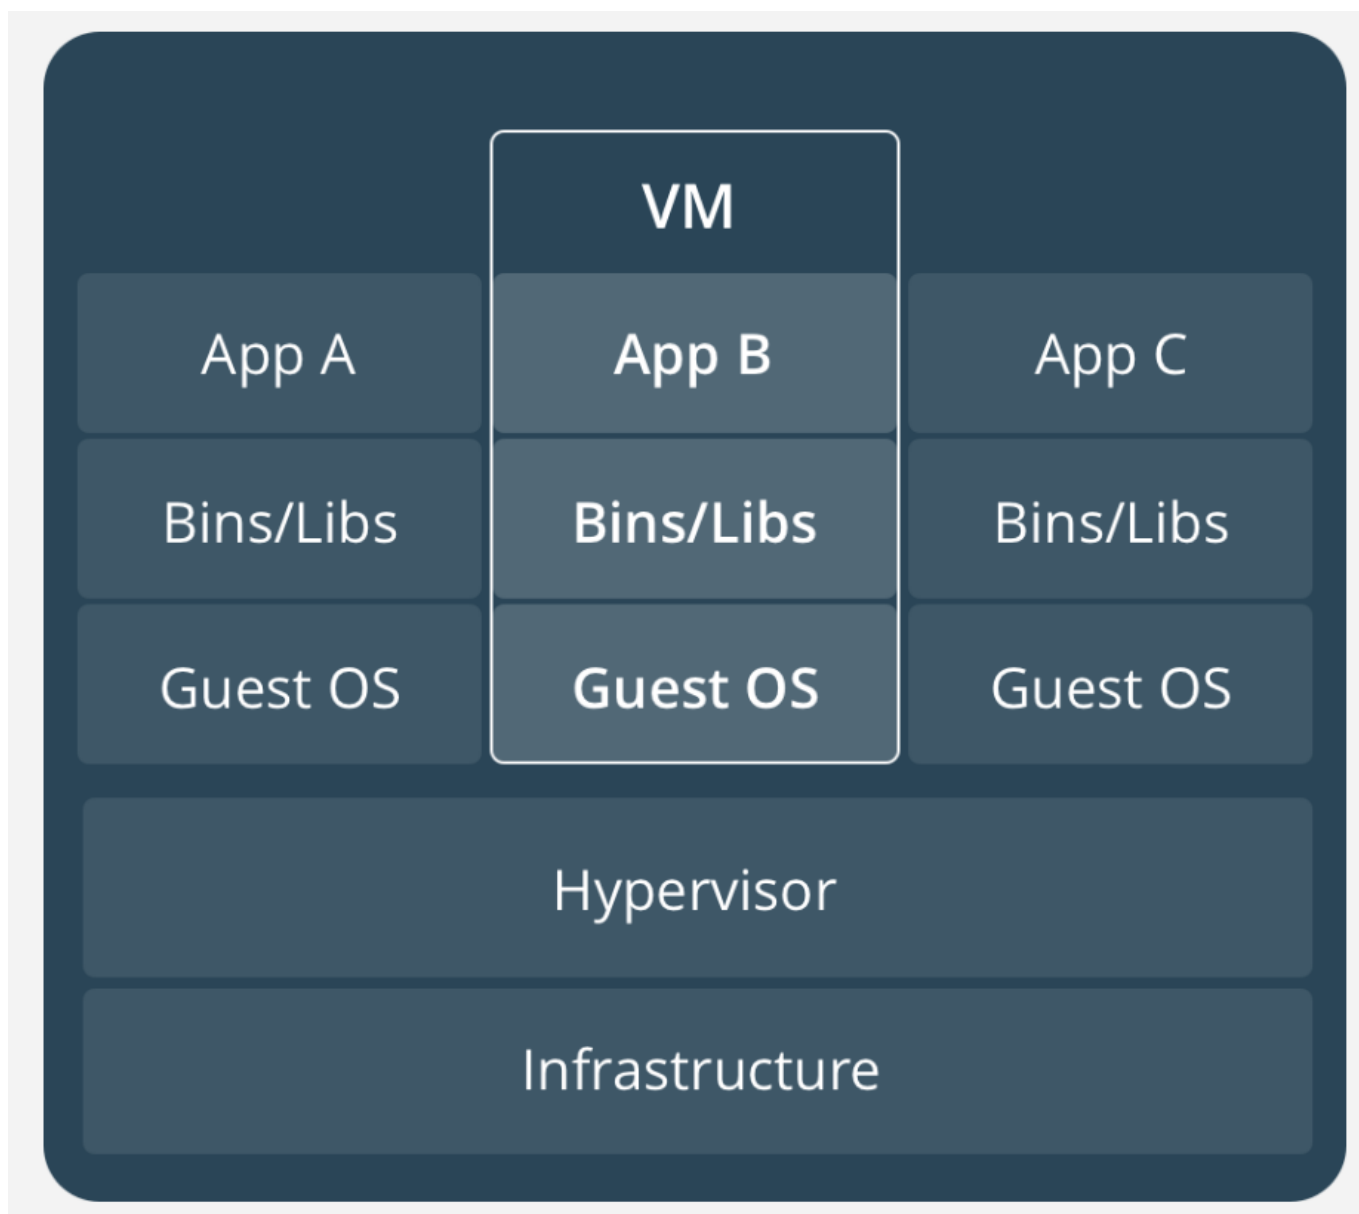 VM
App A
App B
App C
Bins/Libs
Bins/Libs
Bins/Libs
Guest OS
Guest OS
Guest OS
Hypervisor
Infrastructure